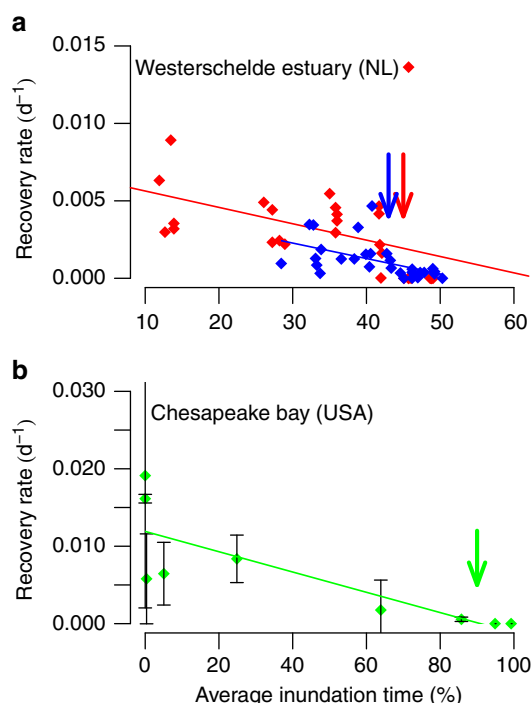 a
0.015
0.010
0.005
0.000
Recovery rate (d⁻¹)
Westerschelde estuary (NL)
10 20 30 40 50 60
b
0.030
0.020
0.010
0.000
Recovery rate (d⁻¹)
Chesapeake bay (USA)
0 20 40 60 80 100
Average inundation time (%)